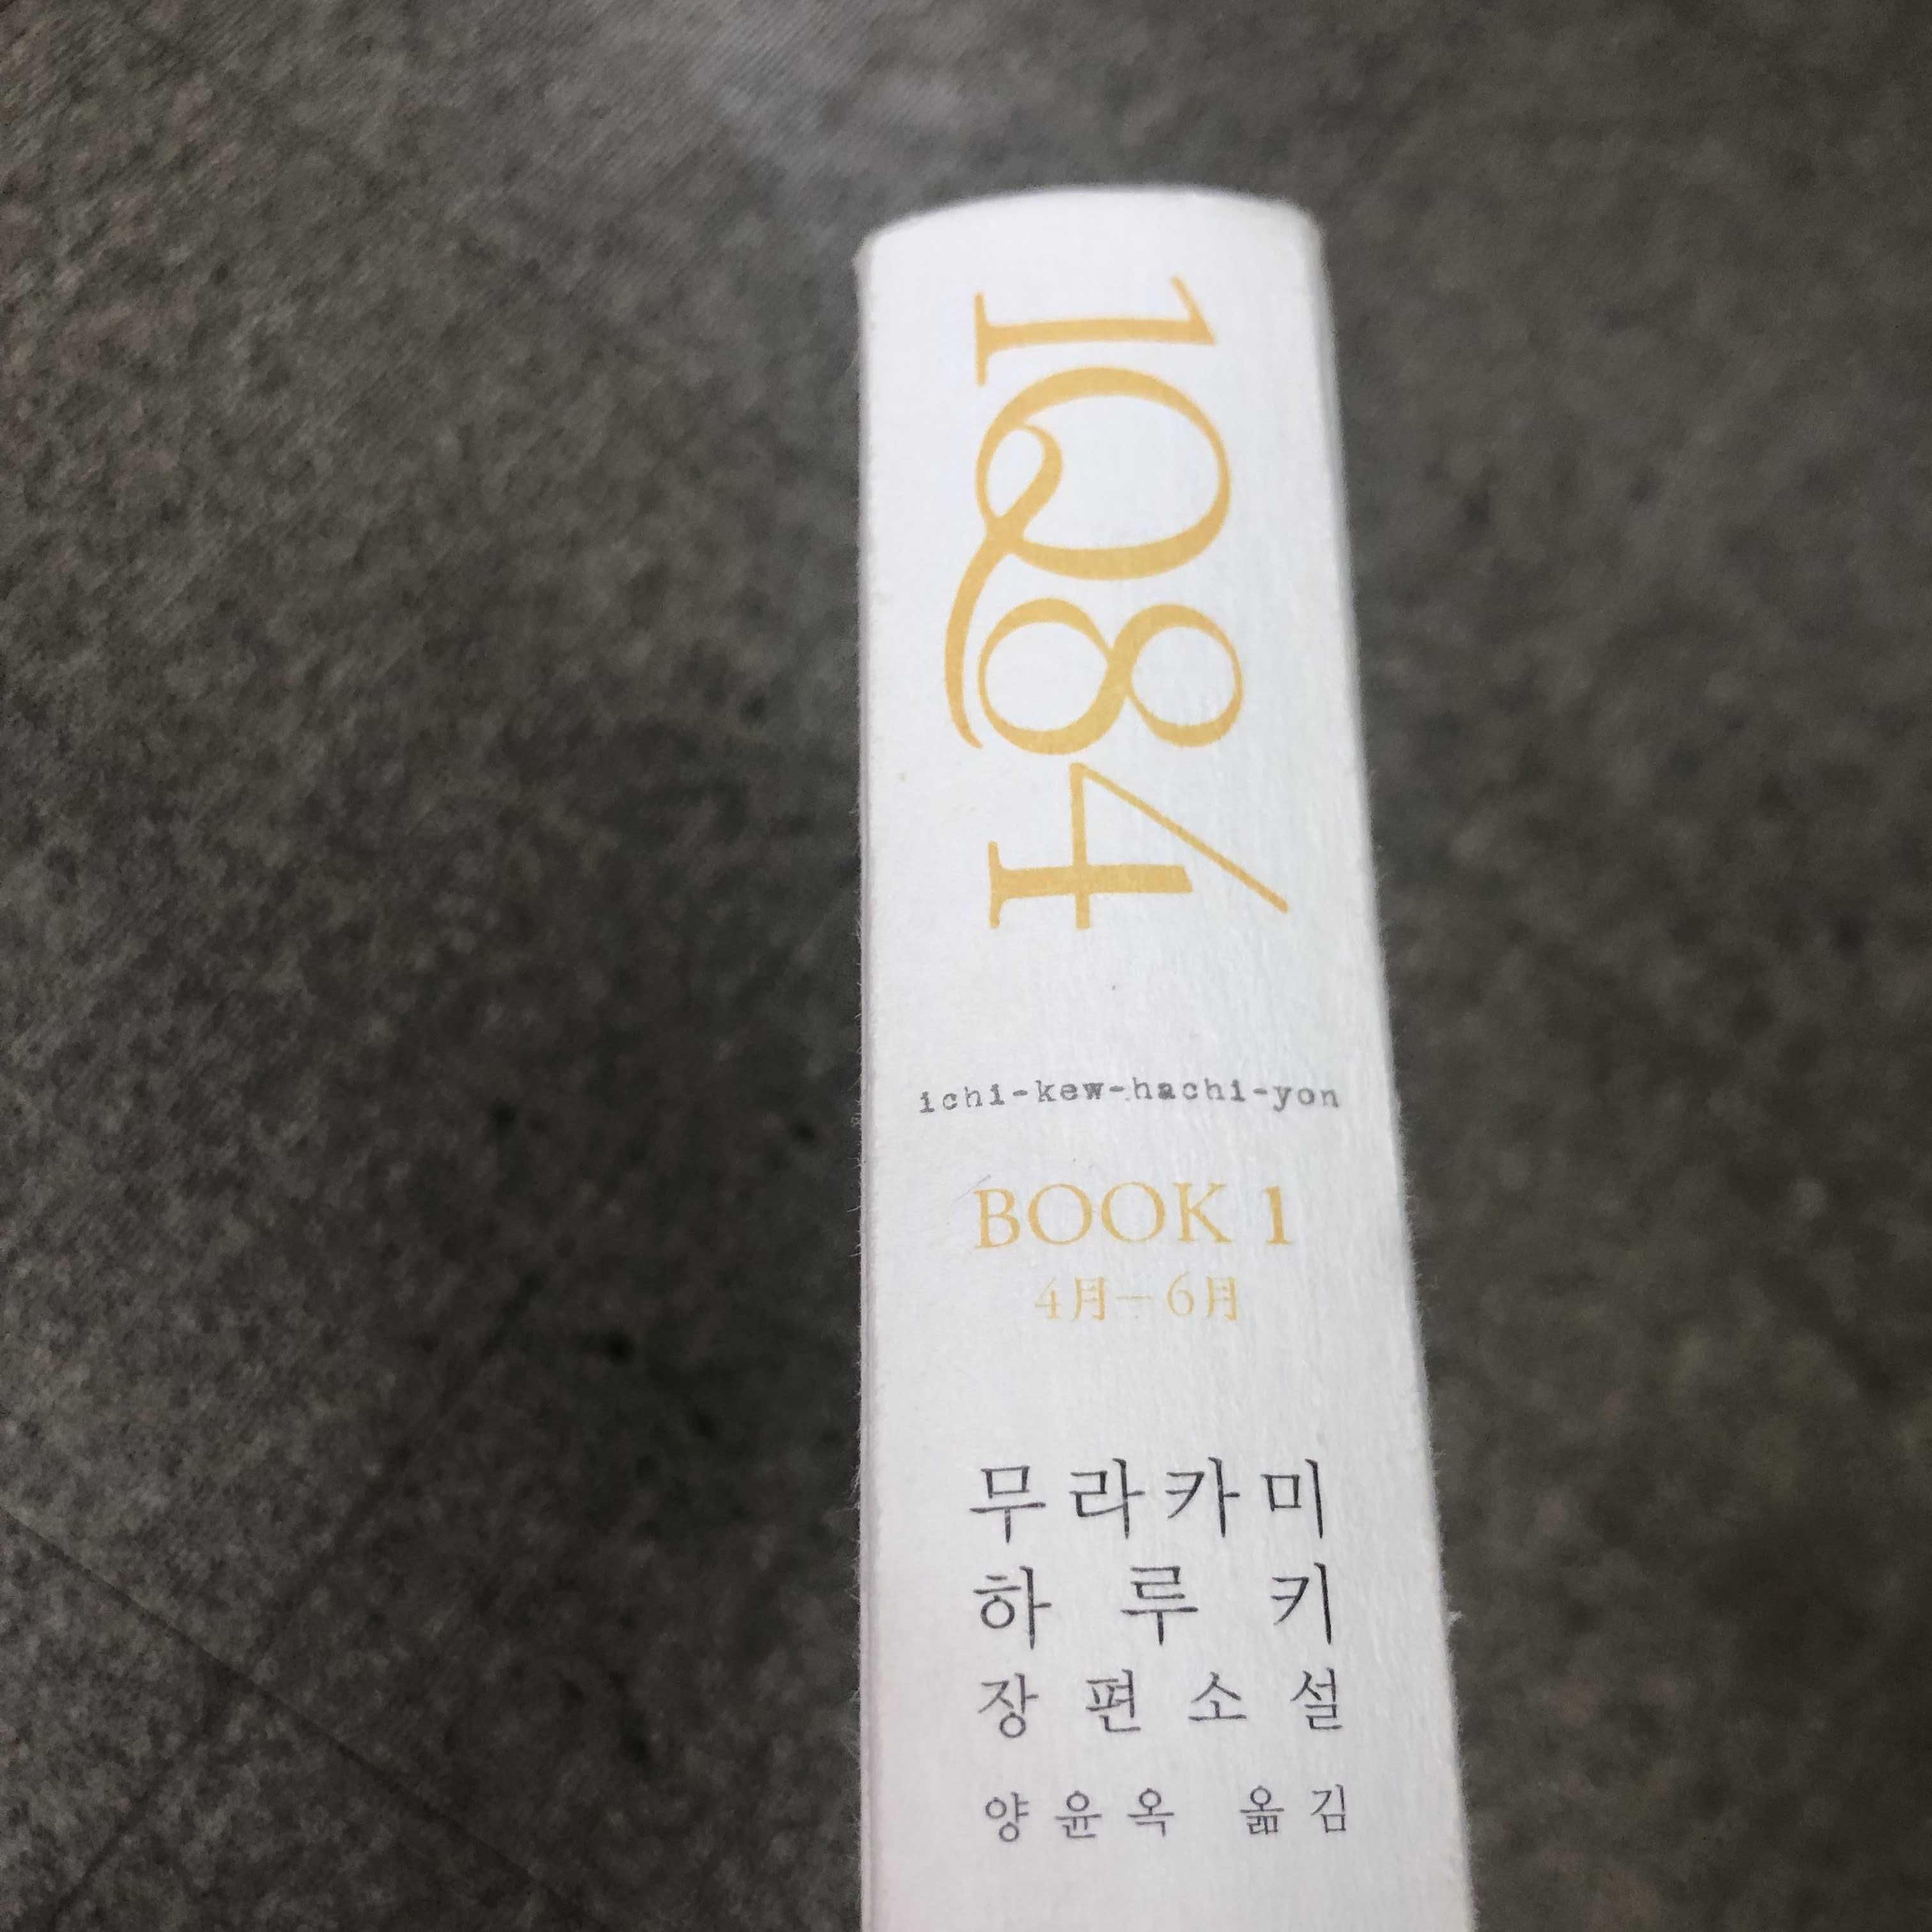 1Q84
ichi-kew-hachi-yon
BOOK 1
4月－6月
무라카미
하루키
장편소설
양윤옥 옮김